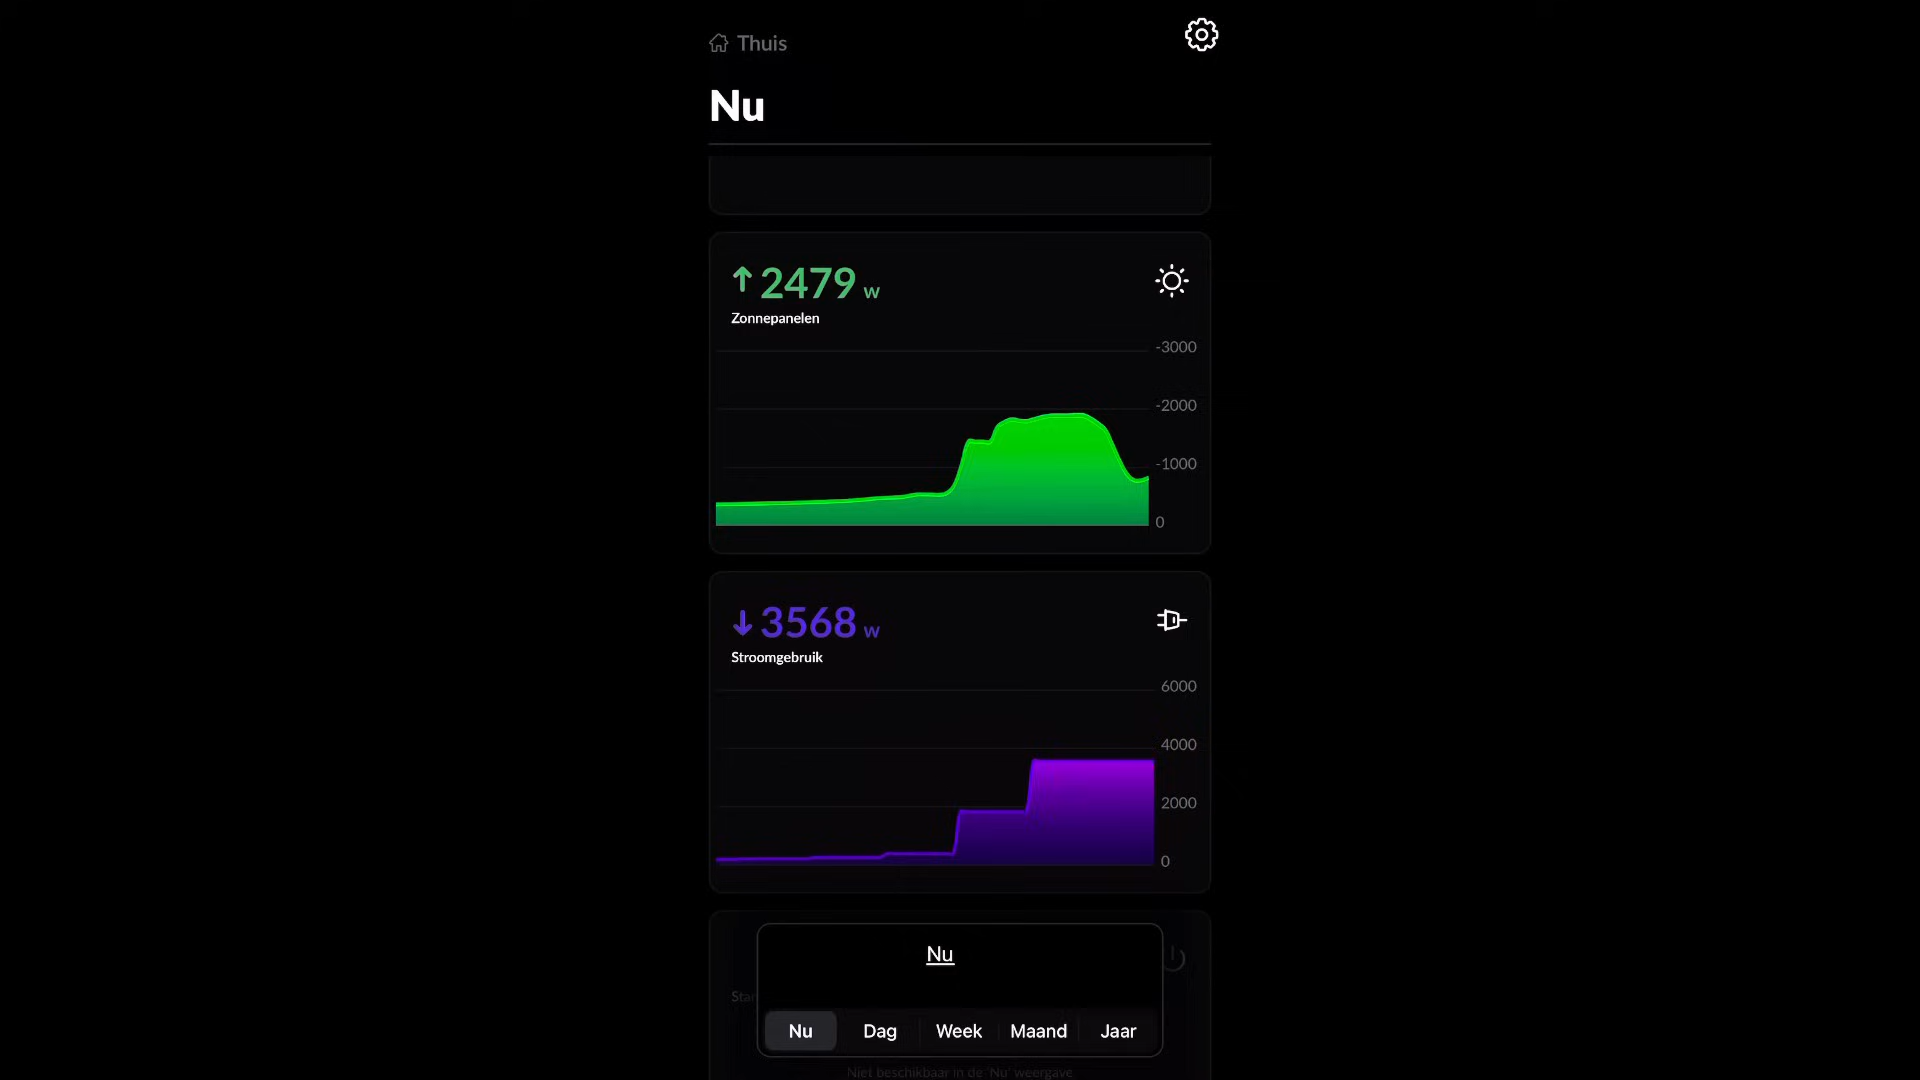 Thuis
Nu
2479 W
Zonnepanelen
-3000
-2000
-1000
0
3568 W
Stroomgebruik
6000
4000
2000
0
Nu
Nu Dag Week Maand Jaar
Niet beschikbaar in de 'Nu' weergave